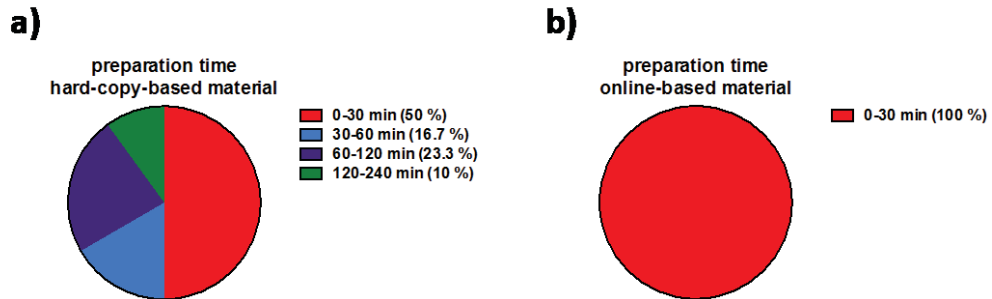 a)
preparation time
hard-copy-based material
0-30 min (50 %)
30-60 min (16.7 %)
60-120 min (23.3 %)
120-240 min (10 %)
b)
preparation time
online-based material
0-30 min (100 %)